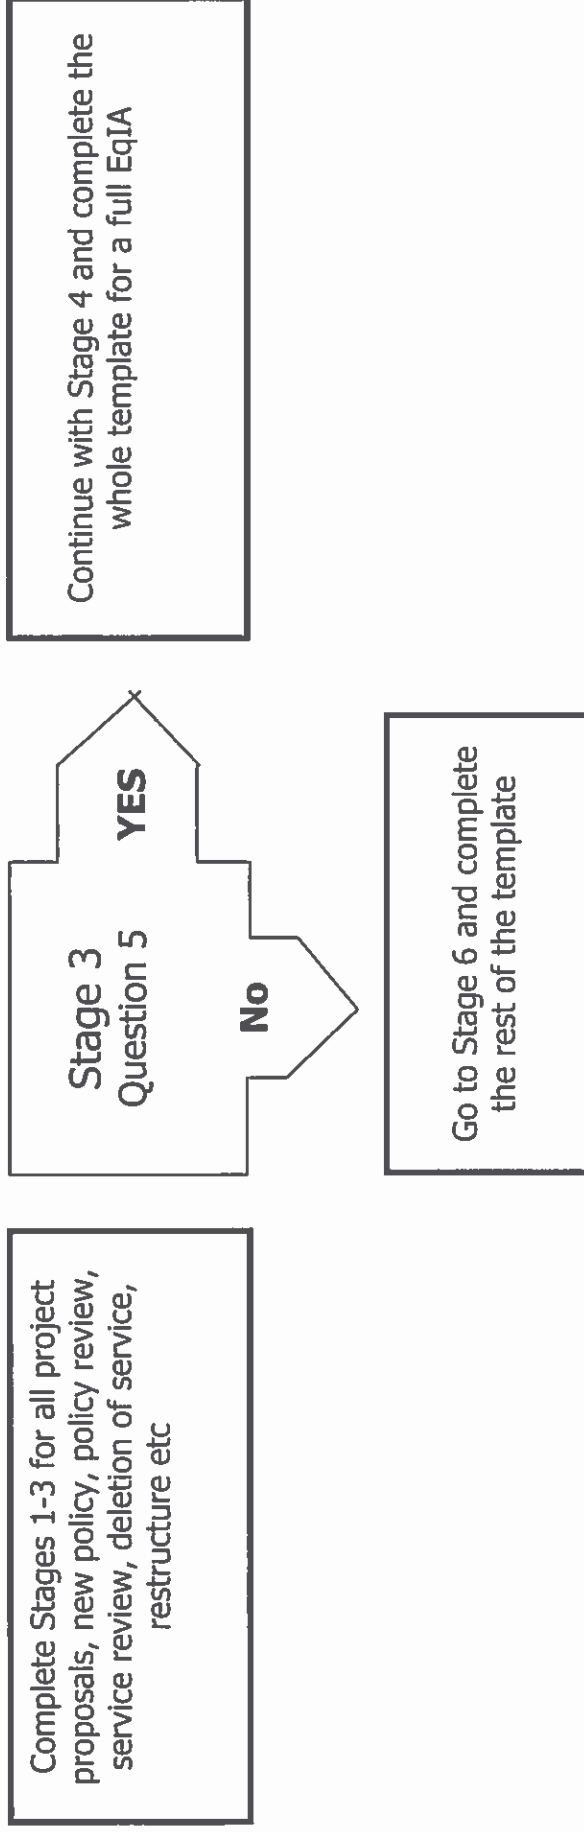 Complete Stages 1-3 for all project
proposals, new policy, policy review,
service review, deletion of service,
restructure etc
Stage 3
Question 5
YES
No
Continue with Stage 4 and complete the
whole template for a full EqIA
Go to Stage 6 and complete
the rest of the template